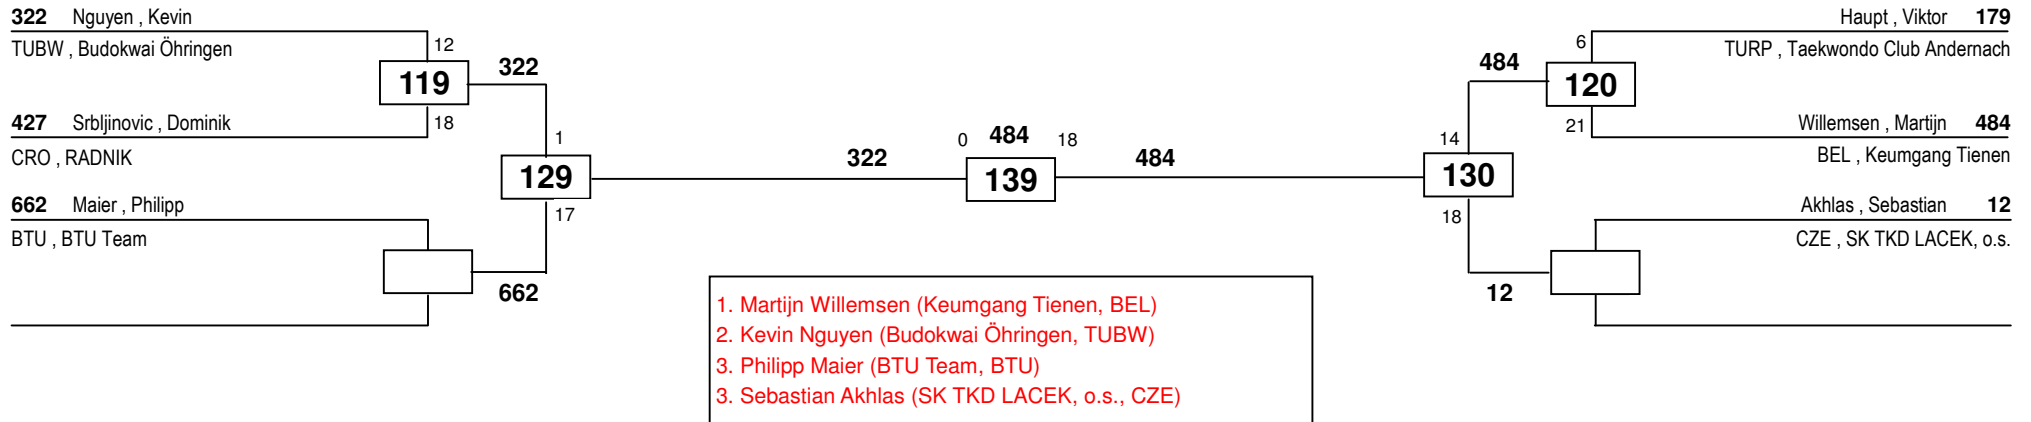 322 Nguyen , Kevin
TUBW , Budokwai Öhringen
12
119
322
18
427 Srbljinovic , Dominik
CRO , RADNIK
1
129
17
662 Maier , Philipp
BTU , BTU Team
662
322
0 484 18
139
484
Haupt , Viktor 179
TURP , Taekwondo Club Andernach
6
484
120
21
Willemsen , Martijn 484
BEL , Keumgang Tienen
14
130
18
Akhlas , Sebastian 12
CZE , SK TKD LACEK, o.s.
12
1. Martijn Willemsen (Keumgang Tienen, BEL)
2. Kevin Nguyen (Budokwai Öhringen, TUBW)
3. Philipp Maier (BTU Team, BTU)
3. Sebastian Akhlas (SK TKD LACEK, o.s., CZE)